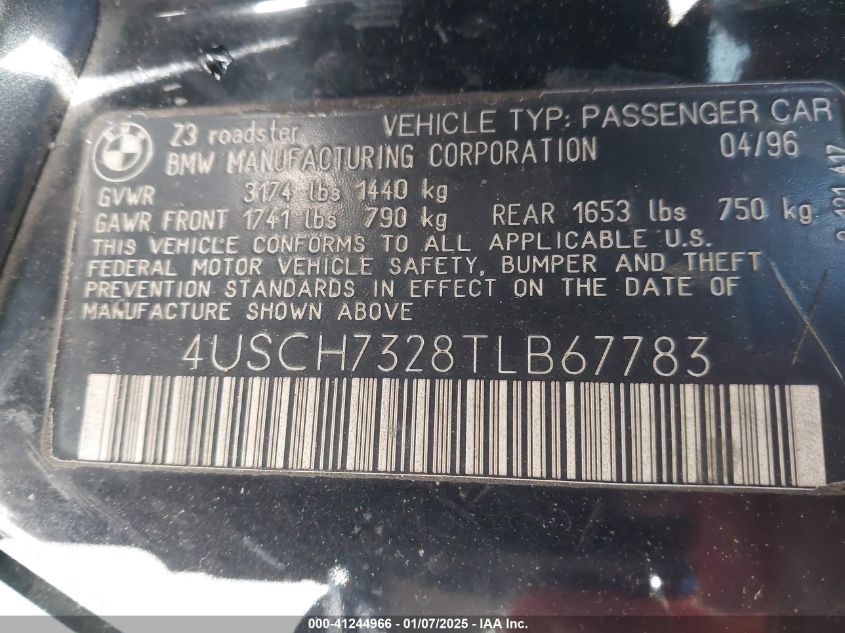 BMW Z3 roadster VEHICLE TYP: PASSENGER CAR
BMW MANUFACTURING CORPORATION 04/96
GVWR 3174 lbs 1440 kg
GAWR FRONT 1741 lbs 790 kg REAR 1653 lbs 750 kg
THIS VEHICLE CONFORMS TO ALL APPLICABLE U.S.
FEDERAL MOTOR VEHICLE SAFETY, BUMPER AND THEFT
PREVENTION STANDARDS IN EFFECT ON THE DATE OF
MANUFACTURE SHOWN ABOVE
4USCH7328TLB67783
000-41244966 - 01/07/2025 - IAA Inc.